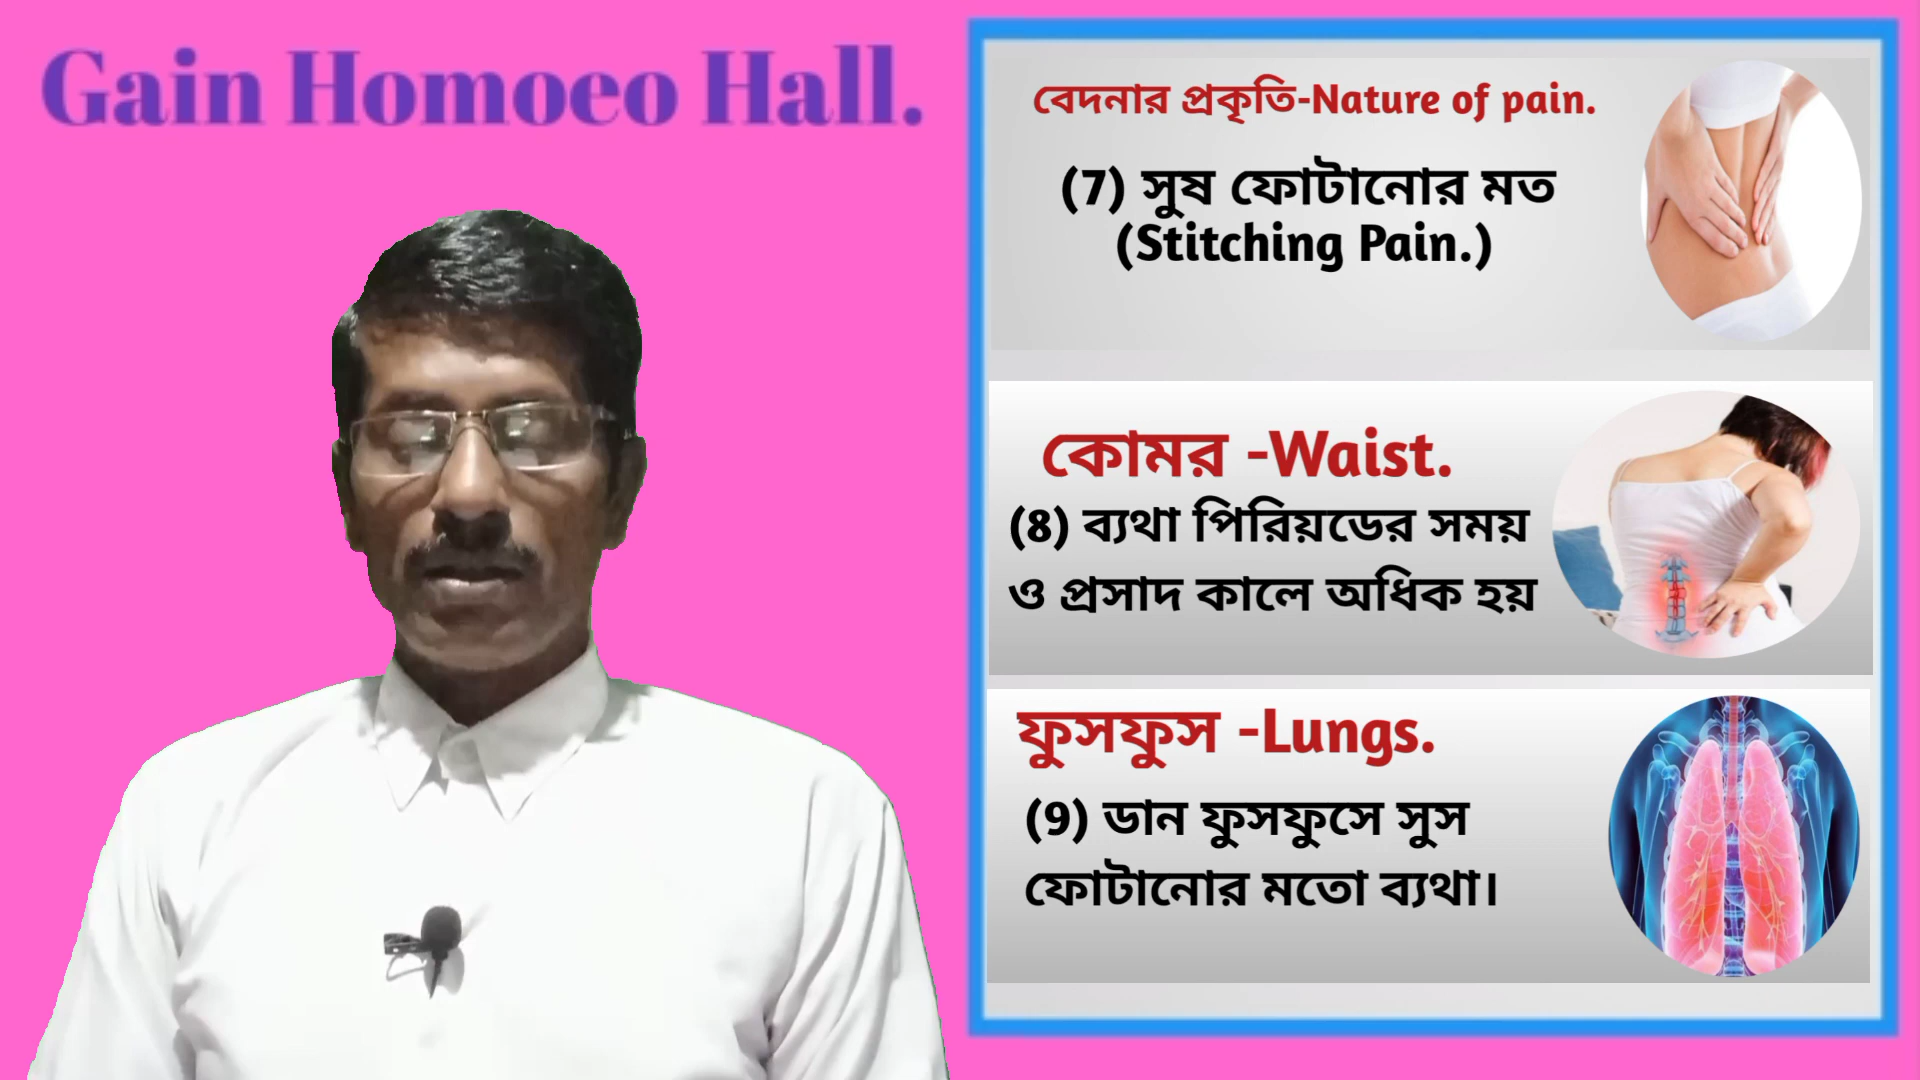 Gain Homoeo Hall.
বেদনার প্রকৃতি-Nature of pain.
(7) সুষ ফোটানোর মত
(Stitching Pain.)
কোমর -Waist.
(8) ব্যথা পিরিয়ডের সময়
ও প্রসাদ কালে অধিক হয়
ফুসফুস -Lungs.
(9) ডান ফুসফুসে সুস
ফোটানোর মতো ব্যথা।